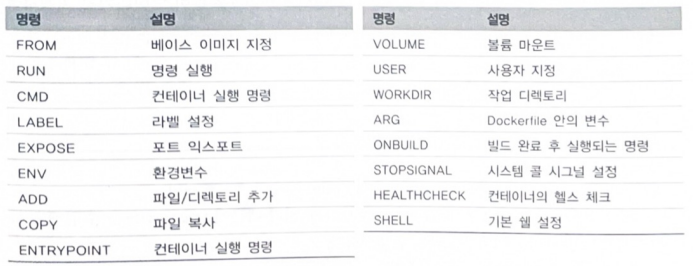 명령 설명
FROM 베이스 이미지 지정
RUN 명령 실행
CMD 컨테이너 실행 명령
LABEL 라벨 설정
EXPOSE 포트 익스포트
ENV 환경변수
ADD 파일/디렉토리 추가
COPY 파일 복사
ENTRYPOINT 컨테이너 실행 명령
명령 설명
VOLUME 볼륨 마운트
USER 사용자 지정
WORKDIR 작업 디렉토리
ARG Dockerfile 안의 변수
ONBUILD 빌드 완료 후 실행되는 명령
STOPSIGNAL 시스템 콜 시그널 설정
HEALTHCHECK 컨테이너의 헬스 체크
SHELL 기본 쉘 설정